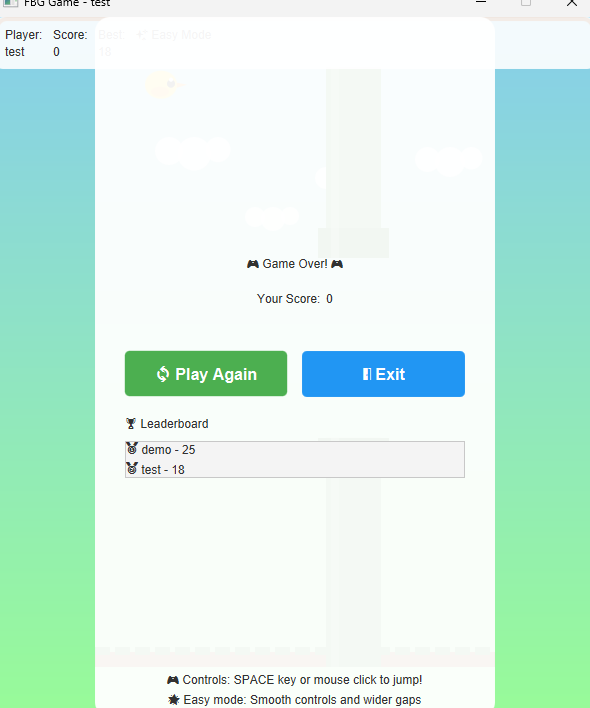 FBG Game - test
Player: Score: Best: ✨ Easy Mode
test 0 18
🎮 Game Over! 🎮
Your Score: 0
🔄 Play Again
🚪 Exit
🏆 Leaderboard
🥇 demo - 25
🥈 test - 18
🎮 Controls: SPACE key or mouse click to jump!
🌟 Easy mode: Smooth controls and wider gaps